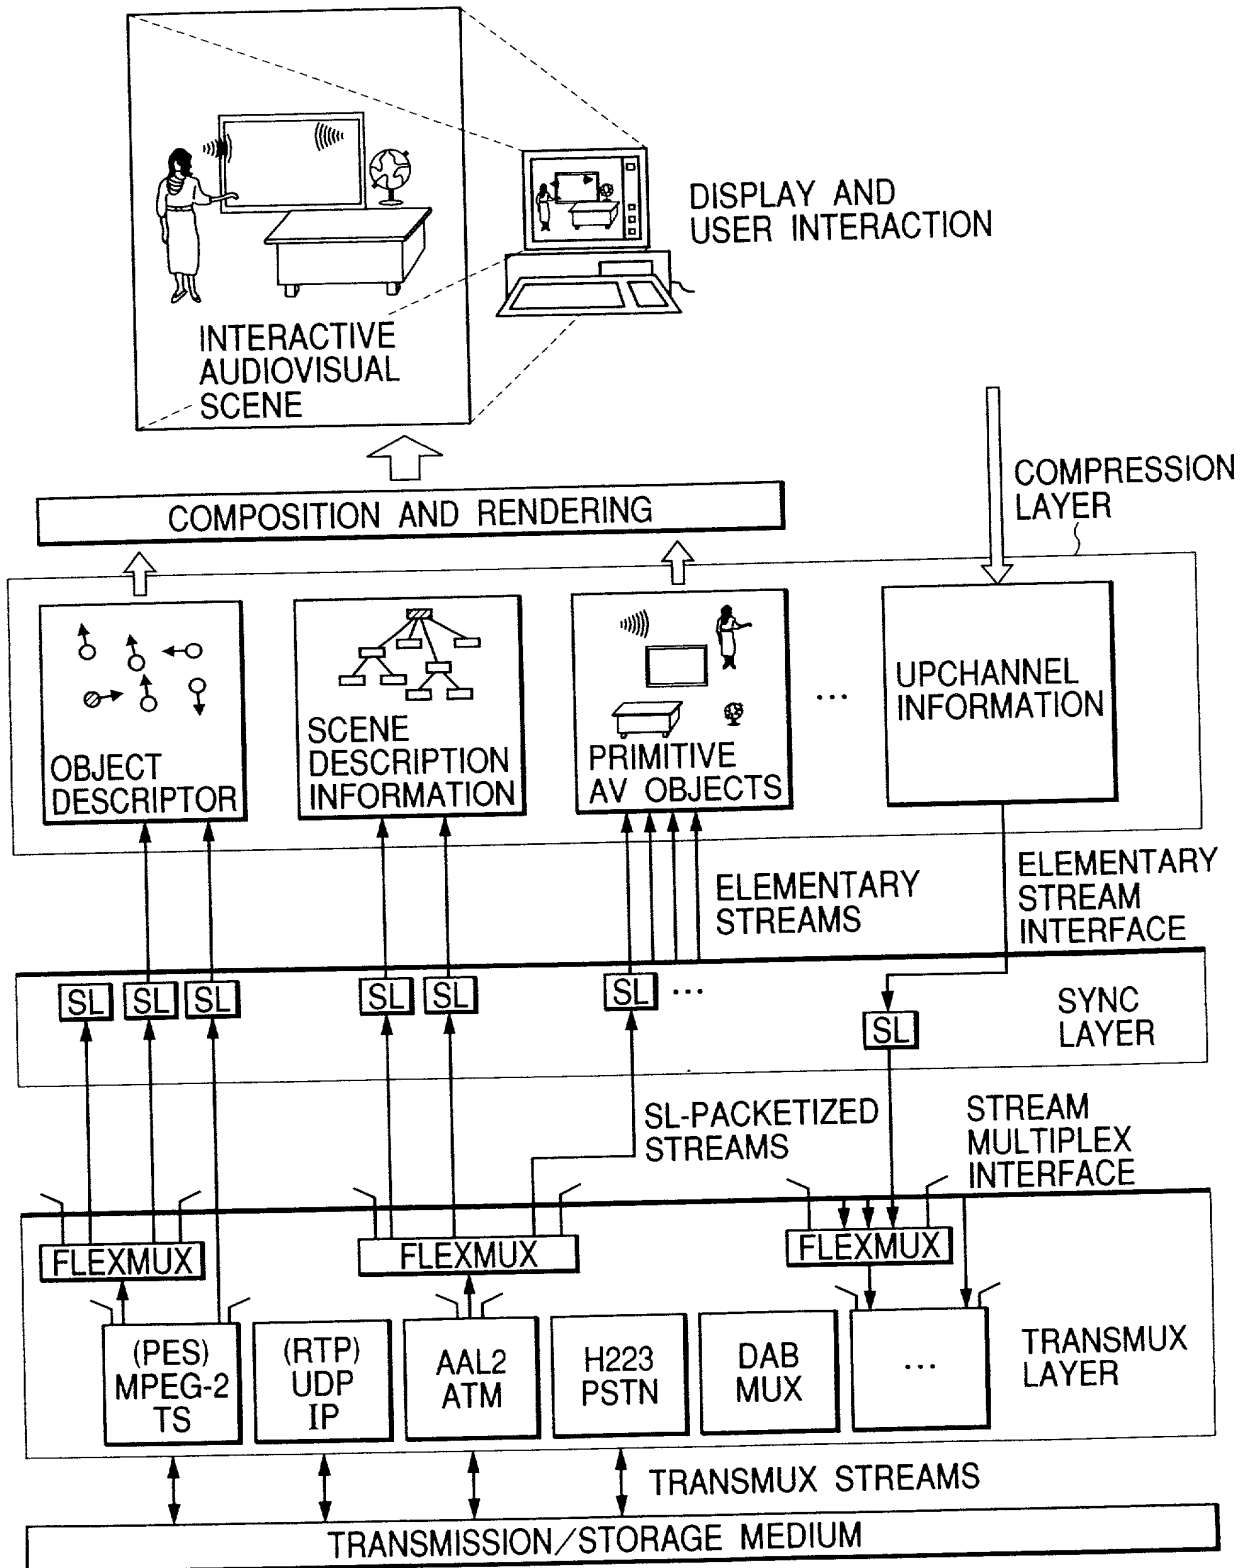 DISPLAY AND
USER INTERACTION
INTERACTIVE
AUDIOVISUAL
SCENE
COMPRESSION
LAYER
COMPOSITION AND RENDERING
OBJECT
DESCRIPTOR
SCENE
DESCRIPTION
INFORMATION
PRIMITIVE
AV OBJECTS
...
UPCHANNEL
INFORMATION
ELEMENTARY
STREAMS
ELEMENTARY
STREAM
INTERFACE
SL
SL
SL
SL
SL
SL
...
SL
SYNC
LAYER
SL-PACKETIZED
STREAMS
STREAM
MULTIPLEX
INTERFACE
FLEXMUX
FLEXMUX
FLEXMUX
(PES)
MPEG-2
TS
(RTP)
UDP
IP
AAL2
ATM
H223
PSTN
DAB
MUX
...
TRANSMUX
LAYER
TRANSMUX STREAMS
TRANSMISSION/STORAGE MEDIUM